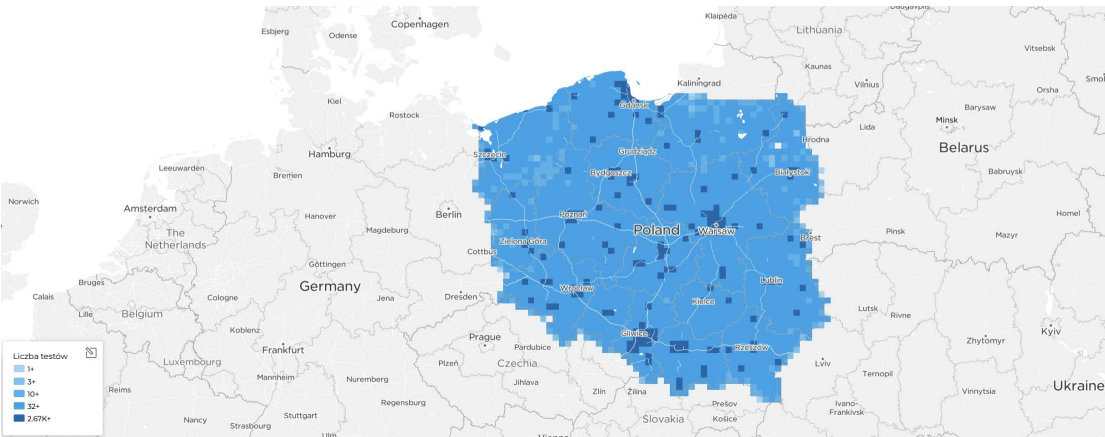 Daugavpils
Copenhagen
Klaipėda
Esbjerg
Odense
Lithuania
Vitsebsk
Kaunas
Kaliningrad
Vilnius
Smol
Orsha
Kiel
Gdańsk
Barysaw
Rostock
Minsk
Lida
Hrodna
Belarus
Hamburg
Szczecin
Grudziądz
Leeuwarden
Bremen
Bydgoszcz
Białystok
Babruysk
Norwich
Amsterdam
Berlin
Poznań
Homel
Hanover
Magdeburg
Poland
Warsaw
Pinsk
Mazyr
The
Netherlands
Zielona Góra
Brest
Cottbus
Göttingen
Bruges
Germany
Lublin
Calais
Cologne
Jena
Dresden
Wrocław
Kielce
Lille
Belgium
Lutsk
Rivne
Koblenz
Gliwice
Kyiv
Prague
Zhytomyr
Frankfurt
Pardubice
Rzeszów
Liczba testów
Luxembourg
Plzeň
Czechia
Lviv
1+
Ternopil
Mannheim
Nuremberg
Jihlava
3+
Reims
Zlín
Žilina
Vinnytsia
Ukraine
10+
Regensburg
Prešov
Ivano-
Frankivsk
32+
Stuttgart
Nancy
Strasbourg
Slovakia
Košice
2.67K+
Ulm
Vienna